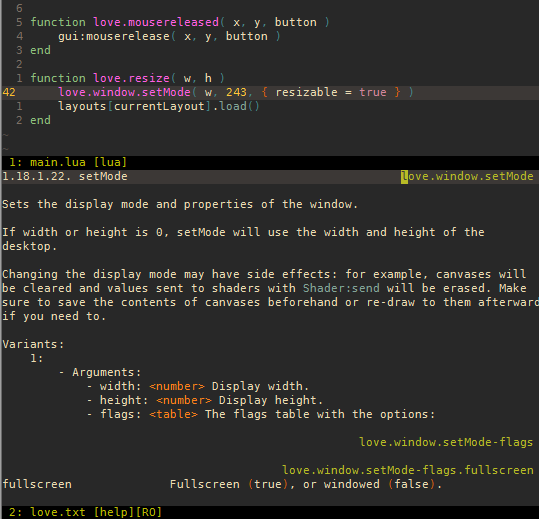 6
5 function love.mousereleased( x, y, button )
4     gui:mouserelease( x, y, button )
3 end
2
1 function love.resize( w, h )
42     love.window.setMode( w, 243, { resizable = true } )
1     layouts[currentLayout].load()
2 end
~
~
1: main.lua [lua]
1.18.1.22. setMode love.window.setMode
Sets the display mode and properties of the window.
If width or height is 0, setMode will use the width and height of the
desktop.
Changing the display mode may have side effects: for example, canvases will
be cleared and values sent to shaders with Shader:send will be erased. Make
sure to save the contents of canvases beforehand or re-draw to them afterward
if you need to.
Variants:
    1:
        - Arguments:
            - width: <number> Display width.
            - height: <number> Display height.
            - flags: <table> The flags table with the options:
love.window.setMode-flags
love.window.setMode-flags.fullscreen
fullscreen Fullscreen (true), or windowed (false).
2: love.txt [help][RO]